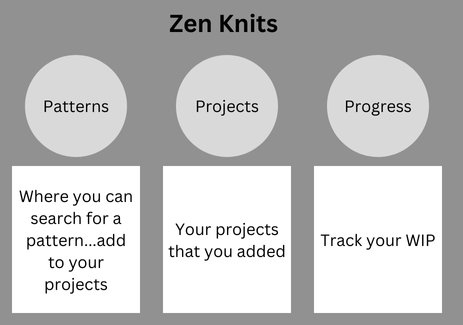 Zen Knits
Patterns
Projects
Progress
Where you can
search for a
pattern...add
to your
projects
Your projects
that you added
Track your WIP